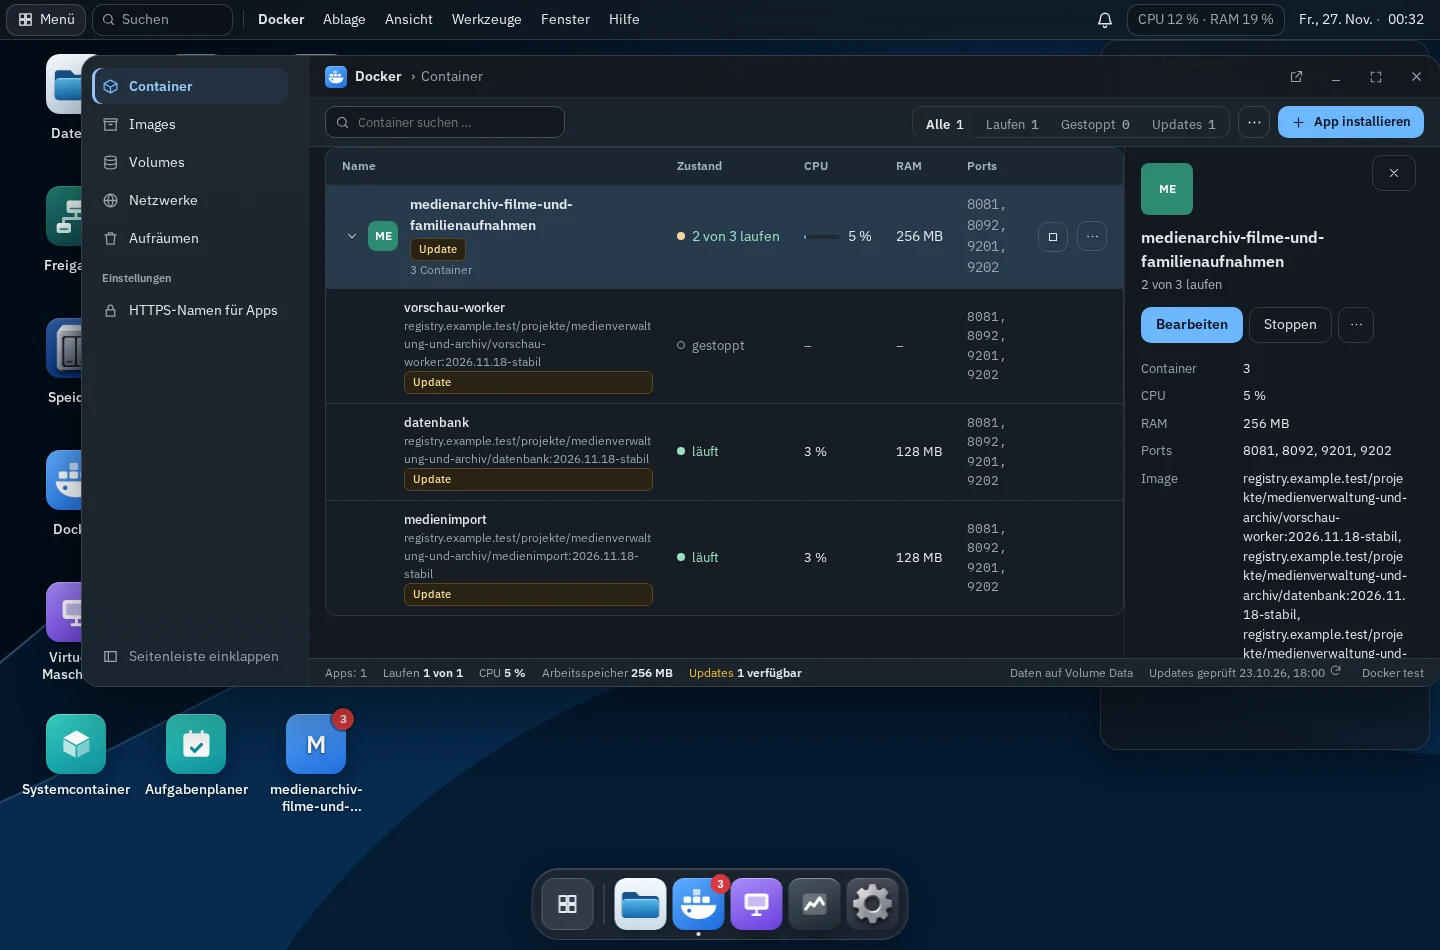 Menü
Suchen
Docker Ablage Ansicht Werkzeuge Fenster Hilfe
CPU 12 % · RAM 19 %
Fr., 27. Nov. · 00:32
Container
Images
Volumes
Netzwerke
Aufräumen
Einstellungen
HTTPS-Namen für Apps
Seitenleiste einklappen
Docker › Container
Container suchen ...
Alle 1 Laufen 1 Gestoppt 0 Updates 1
···
+ App installieren
Name Zustand CPU RAM Ports
ME
medienarchiv-filme-und-
familienaufnahmen
Update
3 Container
2 von 3 laufen
5 %
256 MB
8081,
8092,
9201,
9202
···
vorschau-worker
registry.example.test/projekte/medienverwalt
ung-und-archiv/vorschau-
worker:2026.11.18-stabil
Update
gestoppt
–
–
8081,
8092,
9201,
9202
datenbank
registry.example.test/projekte/medienverwalt
ung-und-archiv/datenbank:2026.11.18-stabil
Update
läuft
3 %
128 MB
8081,
8092,
9201,
9202
medienimport
registry.example.test/projekte/medienverwalt
ung-und-archiv/medienimport:2026.11.18-
stabil
Update
läuft
3 %
128 MB
8081,
8092,
9201,
9202
ME
medienarchiv-filme-und-
familienaufnahmen
2 von 3 laufen
Bearbeiten Stoppen ···
Container 3
CPU 5 %
RAM 256 MB
Ports 8081, 8092, 9201, 9202
Image registry.example.test/proje
kte/medienverwaltung-und-
archiv/vorschau-
worker:2026.11.18-stabil,
registry.example.test/proje
kte/medienverwaltung-und-
archiv/datenbank:2026.11.
18-stabil,
registry.example.test/proje
kte/medienverwaltung-und-
Apps: 1 Laufen 1 von 1 CPU 5 % Arbeitsspeicher 256 MB Updates 1 verfügbar
Daten auf Volume Data Updates geprüft 23.10.26, 18:00 Docker test
Date
Freiga
Speic
Dock
Virtu
Masch
Systemcontainer
Aufgabenplaner
M
3
medienarchiv-
filme-und-...
3